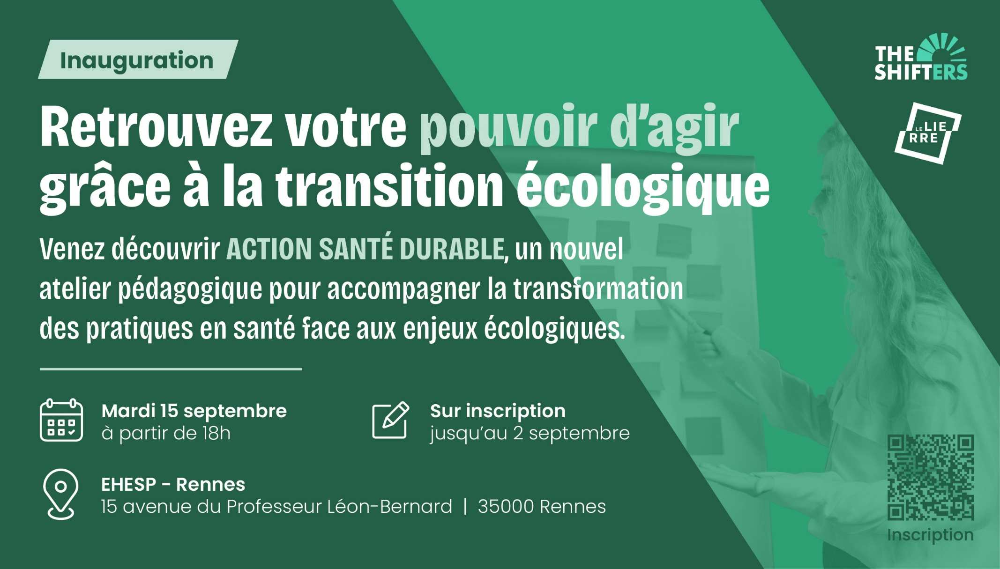 Inauguration
THE
SHIFTERS
LE LIE
RRE
Retrouvez votre pouvoir d'agir
grâce à la transition écologique
Venez découvrir ACTION SANTÉ DURABLE, un nouvel
atelier pédagogique pour accompagner la transformation
des pratiques en santé face aux enjeux écologiques.
Mardi 15 septembre
à partir de 18h
Sur inscription
jusqu'au 2 septembre
EHESP - Rennes
15 avenue du Professeur Léon-Bernard | 35000 Rennes
Inscription